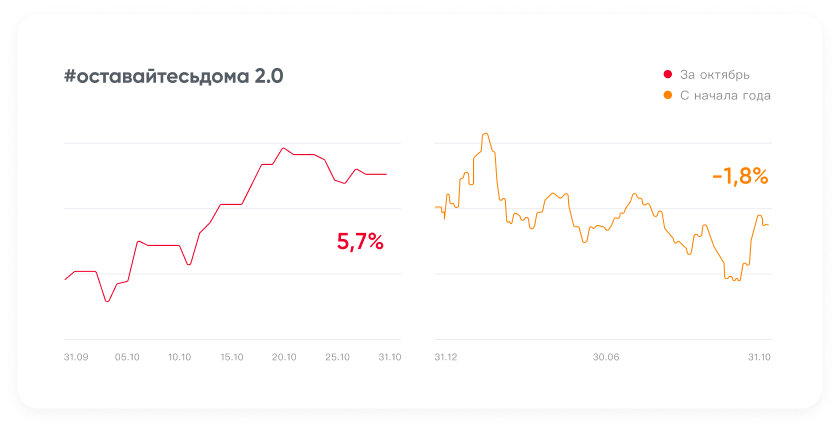 #оставайтесьдома 2.0
За октябрь
С начала года
5,7%
-1,8%
31.09 05.10 10.10 15.10 20.10 25.10 31.10
31.12 30.06 31.10